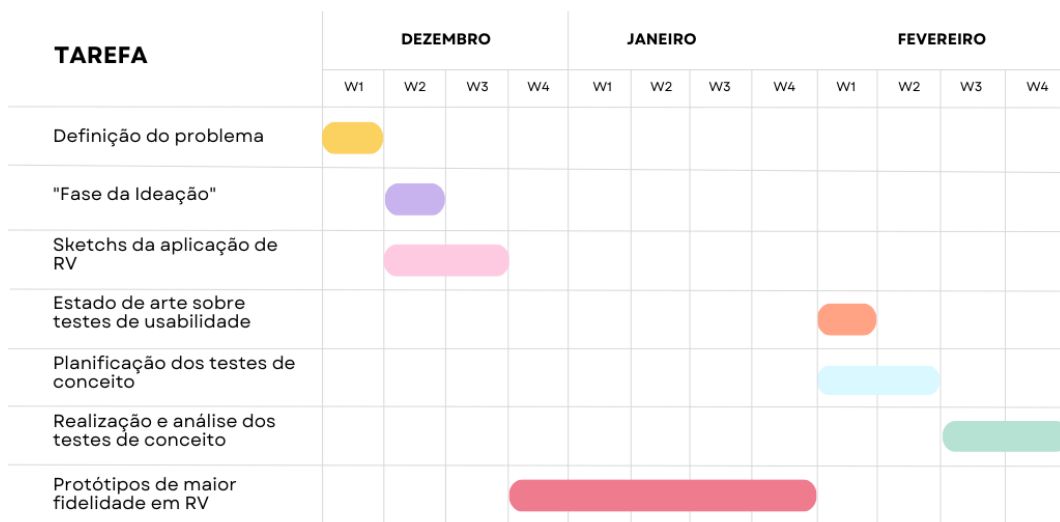 TAREFA
DEZEMBRO
JANEIRO
FEVEREIRO
W1 W2 W3 W4 W1 W2 W3 W4 W1 W2 W3 W4
Definição do problema
"Fase da Ideação"
Sketchs da aplicação de
RV
Estado de arte sobre
testes de usabilidade
Planificação dos testes de
conceito
Realização e análise dos
testes de conceito
Protótipos de maior
fidelidade em RV